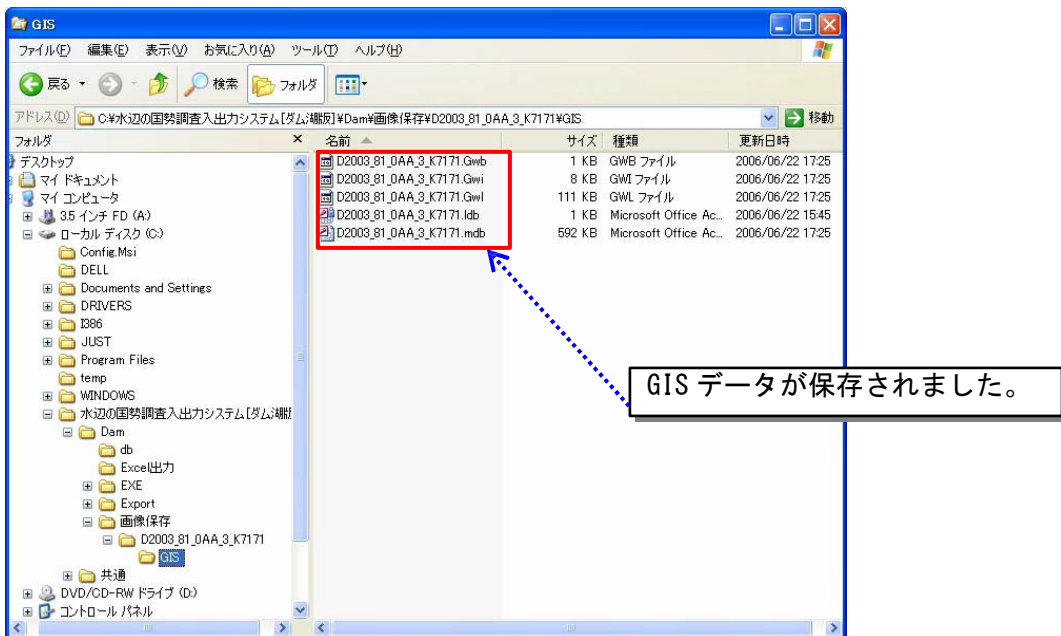 GIS
ファイル(F) 編集(E) 表示(V) お気に入り(A) ツール(T) ヘルプ(H)
戻る 検索 フォルダ
アドレス(D) C:¥水辺の国勢調査入出力システム[ダム湖版]¥Dam¥画像保存¥D2003_81_0AA_3_K7171¥GIS 移動
フォルダ × 名前 サイズ 種類 更新日時
デスクトップ
マイ ドキュメント
マイ コンピュータ
3.5 インチ FD (A:)
ローカル ディスク (C:)
Config.Msi
DELL
Documents and Settings
DRIVERS
I386
JUST
Program Files
temp
WINDOWS
水辺の国勢調査入出力システム[ダム湖版
Dam
db
Excel出力
EXE
Export
画像保存
D2003_81_0AA_3_K7171
GIS
共通
DVD/CD-RW ドライブ (D:)
コントロール パネル
D2003_81_0AA_3_K7171.Gwb 1 KB GWB ファイル 2006/06/22 17:25
D2003_81_0AA_3_K7171.Gwi 8 KB GWI ファイル 2006/06/22 17:25
D2003_81_0AA_3_K7171.Gwl 111 KB GWL ファイル 2006/06/22 17:25
D2003_81_0AA_3_K7171.ldb 1 KB Microsoft Office Ac... 2006/06/22 15:45
D2003_81_0AA_3_K7171.mdb 592 KB Microsoft Office Ac... 2006/06/22 17:25
GIS データが保存されました。